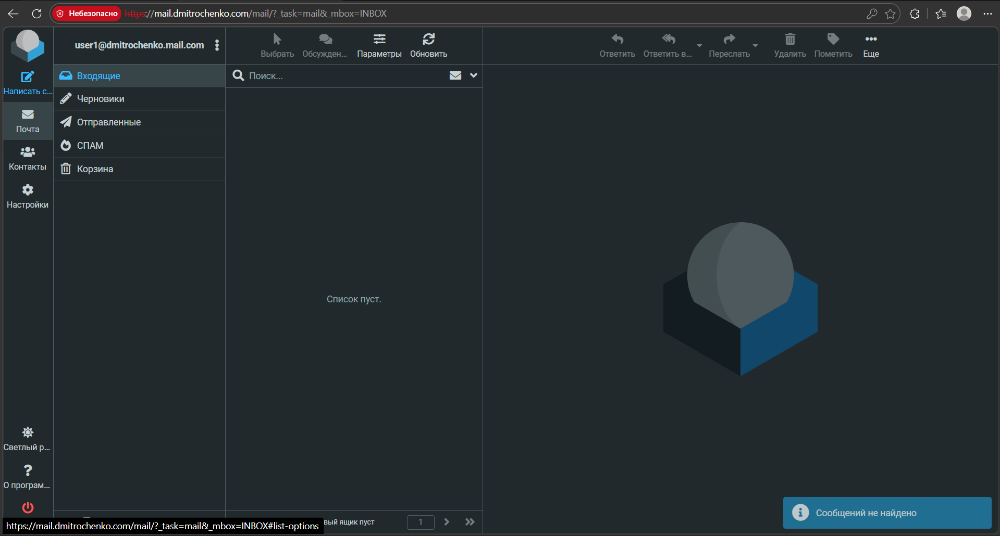 Небезопасно https://mail.dmitrochenko.com/mail/?_task=mail&_mbox=INBOX
user1@dmitrochenko.mail.com
Выбрать Обсужден... Параметры Обновить
Ответить Ответить в... Переслать Удалить Пометить Еще
Написать с...
Почта
Контакты
Настройки
Входящие
Черновики
Отправленные
СПАМ
Корзина
Поиск...
Список пуст.
Светлый р...
О програм...
https://mail.dmitrochenko.com/mail/?_task=mail&_mbox=INBOX#list-options
вый ящик пуст 1
Сообщений не найдено